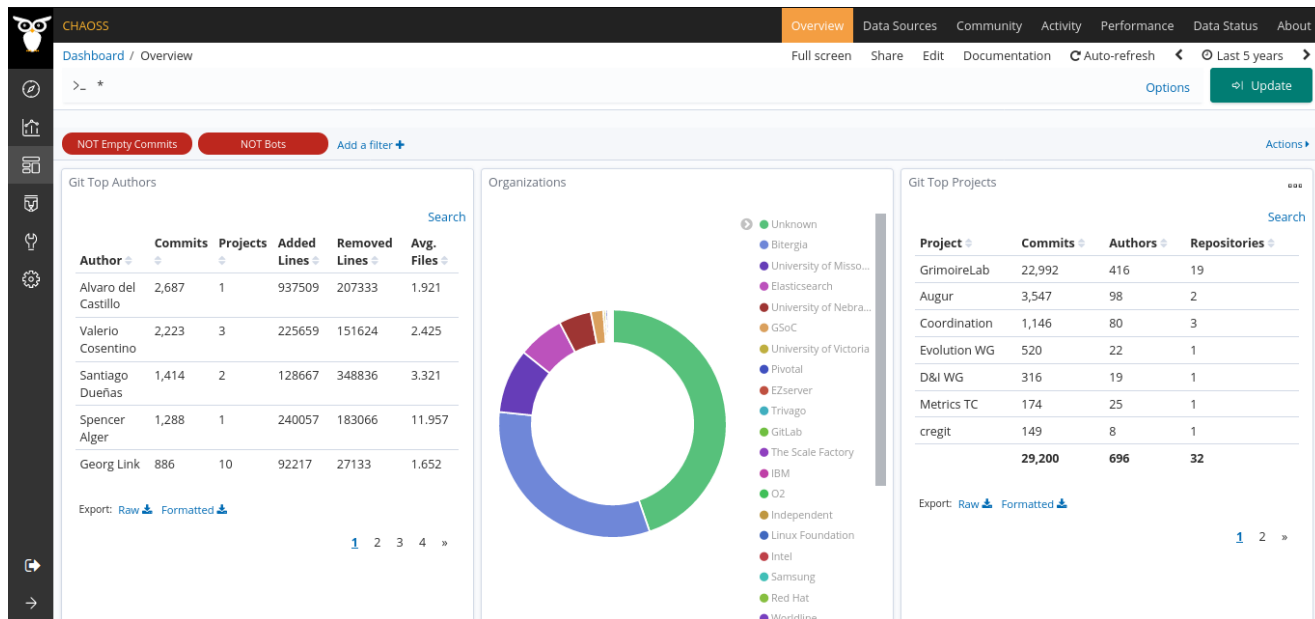 CHAOSS
Overview Data Sources Community Activity Performance Data Status About
Dashboard / Overview
Full screen Share Edit Documentation Auto-refresh Last 5 years
>_ *
Options
Update
NOT Empty Commits NOT Bots Add a filter +
Actions
Git Top Authors
Search
Author Commits Projects Added Lines Removed Lines Avg. Files
Alvaro del Castillo 2,687 1 937509 207333 1.921
Valerio Cosentino 2,223 3 225659 151624 2.425
Santiago Dueñas 1,414 2 128667 348836 3.321
Spencer Alger 1,288 1 240057 183066 11.957
Georg Link 886 10 92217 27133 1.652
Export: Raw Formatted
1 2 3 4 »
Organizations
Unknown
Bitergia
University of Misso...
Elasticsearch
University of Nebra...
GSoC
University of Victoria
Pivotal
EZserver
Trivago
GitLab
The Scale Factory
IBM
O2
Independent
Linux Foundation
Intel
Samsung
Red Hat
Worldline
Git Top Projects
Search
Project Commits Authors Repositories
GrimoireLab 22,992 416 19
Augur 3,547 98 2
Coordination 1,146 80 3
Evolution WG 520 22 1
D&I WG 316 19 1
Metrics TC 174 25 1
cregit 149 8 1
29,200 696 32
Export: Raw Formatted
1 2 »